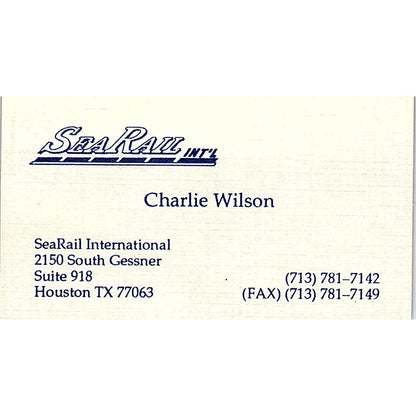 SEARAIL INT'L
Charlie Wilson
SeaRail International
2150 South Gessner
Suite 918
Houston TX 77063
(713) 781-7142
(FAX) (713) 781-7149